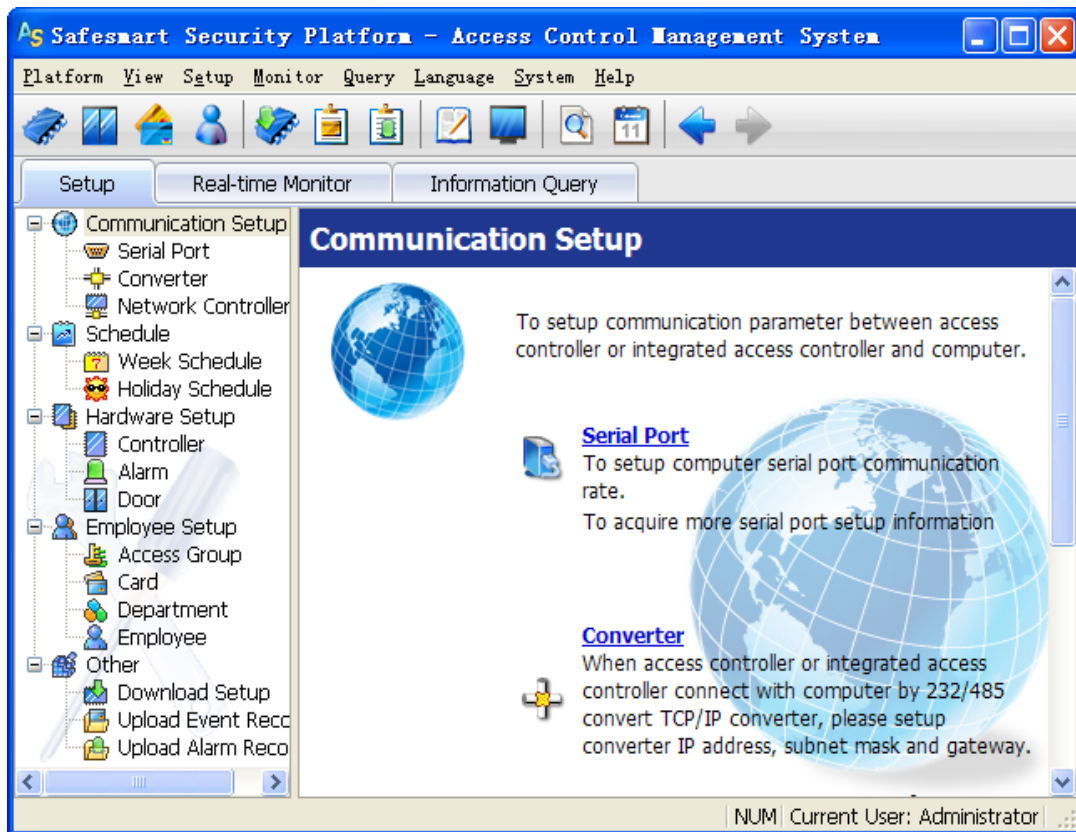 AS Safesmart Security Platform - Access Control Management System
Platform View Setup Monitor Query Language System Help
7
11
Setup Real-time Monitor Information Query
Communication Setup
Serial Port
Converter
Network Controller
Schedule
Week Schedule
Holiday Schedule
Hardware Setup
Controller
Alarm
Door
Employee Setup
Access Group
Card
Department
Employee
Other
Download Setup
Upload Event Reco
Upload Alarm Reco
Communication Setup
To setup communication parameter between access
controller or integrated access controller and computer.
Serial Port
To setup computer serial port communication
rate.
To acquire more serial port setup information
Converter
When access controller or integrated access
controller connect with computer by 232/485
convert TCP/IP converter, please setup
converter IP address, subnet mask and gateway.
NUM Current User: Administrator